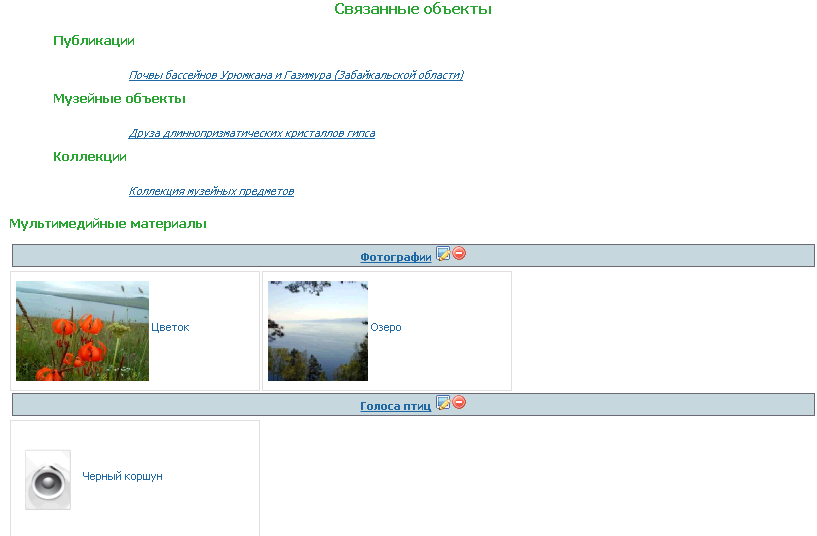 Связанные объекты
Публикации
Почвы бассейнов Урюмкана и Газимура (Забайкальской области)
Музейные объекты
Друза длиннопризматических кристаллов гипса
Коллекции
Коллекция музейных предметов
Мультимедийные материалы
Фотографии
Цветок
Озеро
Голоса птиц
Черный коршун